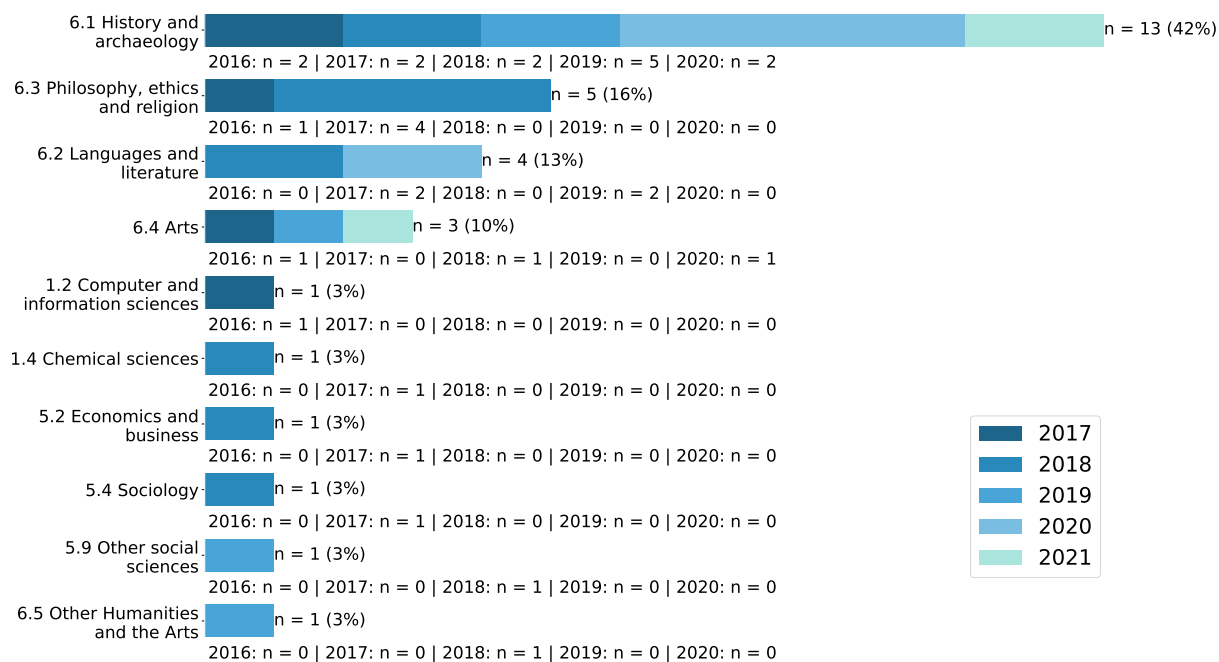 6.1 History and
archaeology
n = 13 (42%)
2016: n = 2 | 2017: n = 2 | 2018: n = 2 | 2019: n = 5 | 2020: n = 2
6.3 Philosophy, ethics
and religion
n = 5 (16%)
2016: n = 1 | 2017: n = 4 | 2018: n = 0 | 2019: n = 0 | 2020: n = 0
6.2 Languages and
literature
n = 4 (13%)
2016: n = 0 | 2017: n = 2 | 2018: n = 0 | 2019: n = 2 | 2020: n = 0
6.4 Arts
n = 3 (10%)
2016: n = 1 | 2017: n = 0 | 2018: n = 1 | 2019: n = 0 | 2020: n = 1
1.2 Computer and
information sciences
n = 1 (3%)
2016: n = 1 | 2017: n = 0 | 2018: n = 0 | 2019: n = 0 | 2020: n = 0
1.4 Chemical sciences
n = 1 (3%)
2016: n = 0 | 2017: n = 1 | 2018: n = 0 | 2019: n = 0 | 2020: n = 0
5.2 Economics and
business
n = 1 (3%)
2016: n = 0 | 2017: n = 1 | 2018: n = 0 | 2019: n = 0 | 2020: n = 0
5.4 Sociology
n = 1 (3%)
2016: n = 0 | 2017: n = 1 | 2018: n = 0 | 2019: n = 0 | 2020: n = 0
5.9 Other social
sciences
n = 1 (3%)
2016: n = 0 | 2017: n = 0 | 2018: n = 1 | 2019: n = 0 | 2020: n = 0
6.5 Other Humanities
and the Arts
n = 1 (3%)
2016: n = 0 | 2017: n = 0 | 2018: n = 1 | 2019: n = 0 | 2020: n = 0
2017
2018
2019
2020
2021